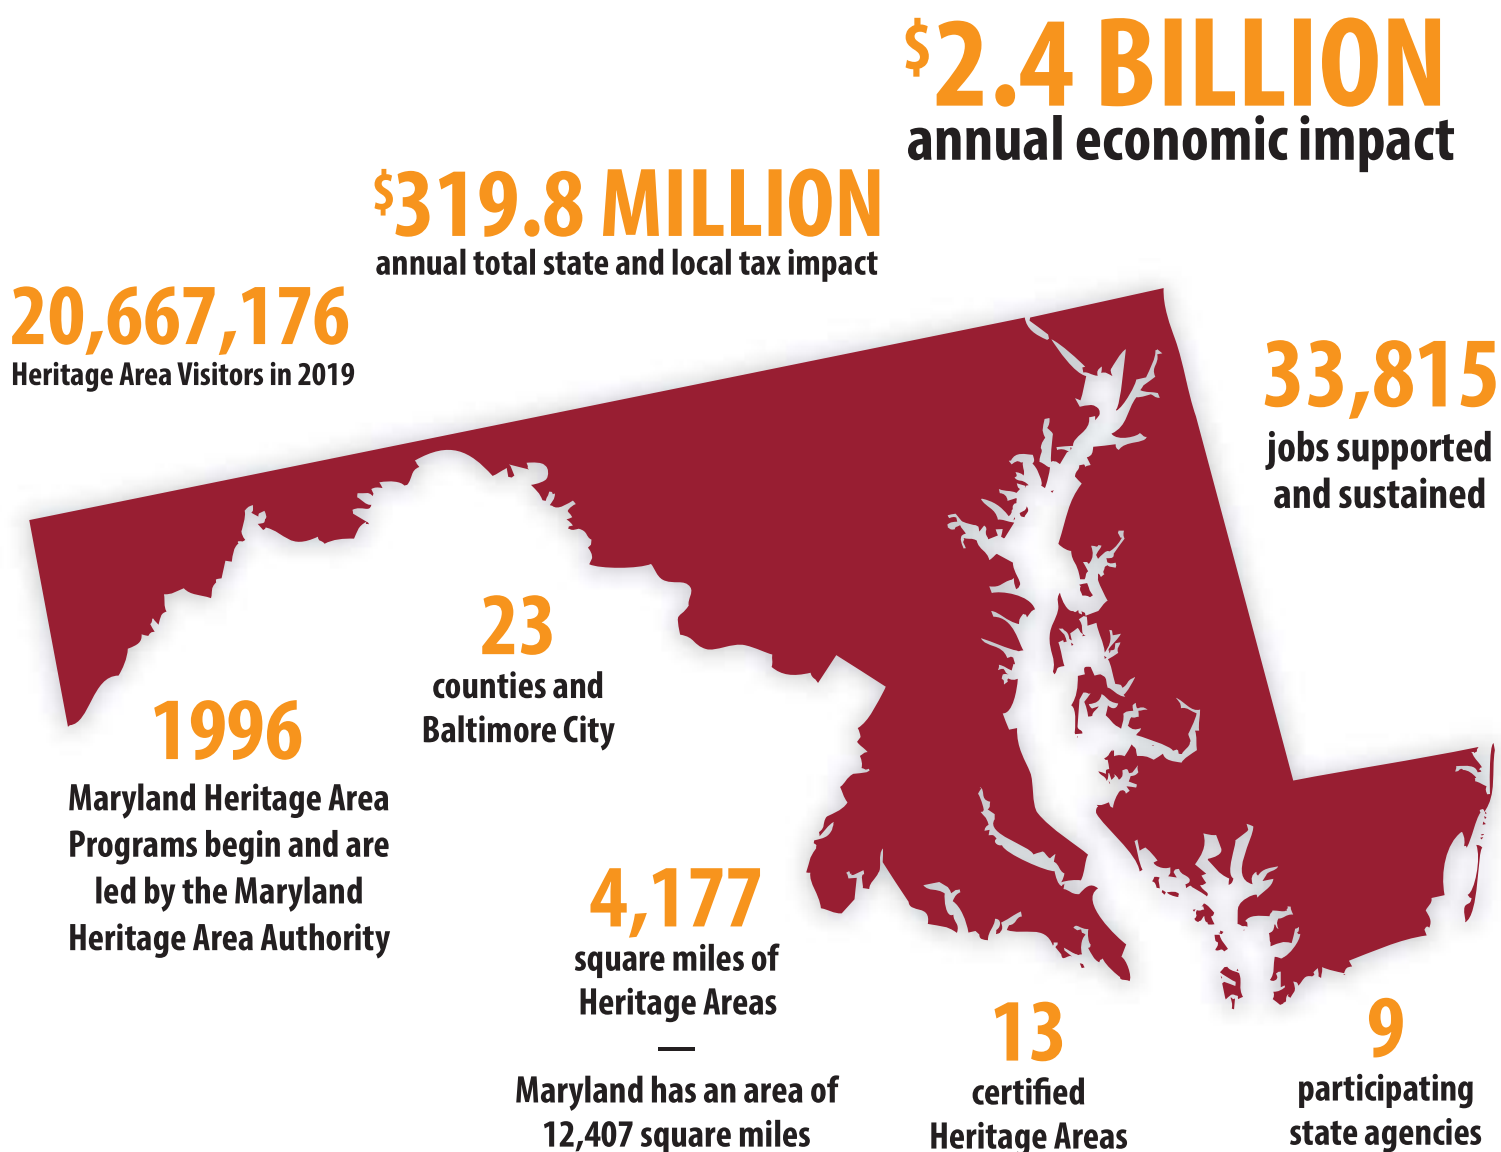 $2.4 BILLION
annual economic impact
$319.8 MILLION
annual total state and local tax impact
20,667,176
Heritage Area Visitors in 2019
33,815
jobs supported
and sustained
23
counties and
Baltimore City
1996
Maryland Heritage Area
Programs begin and are
led by the Maryland
Heritage Area Authority
4,177
square miles of
Heritage Areas
—
Maryland has an area of
12,407 square miles
13
certified
Heritage Areas
9
participating
state agencies